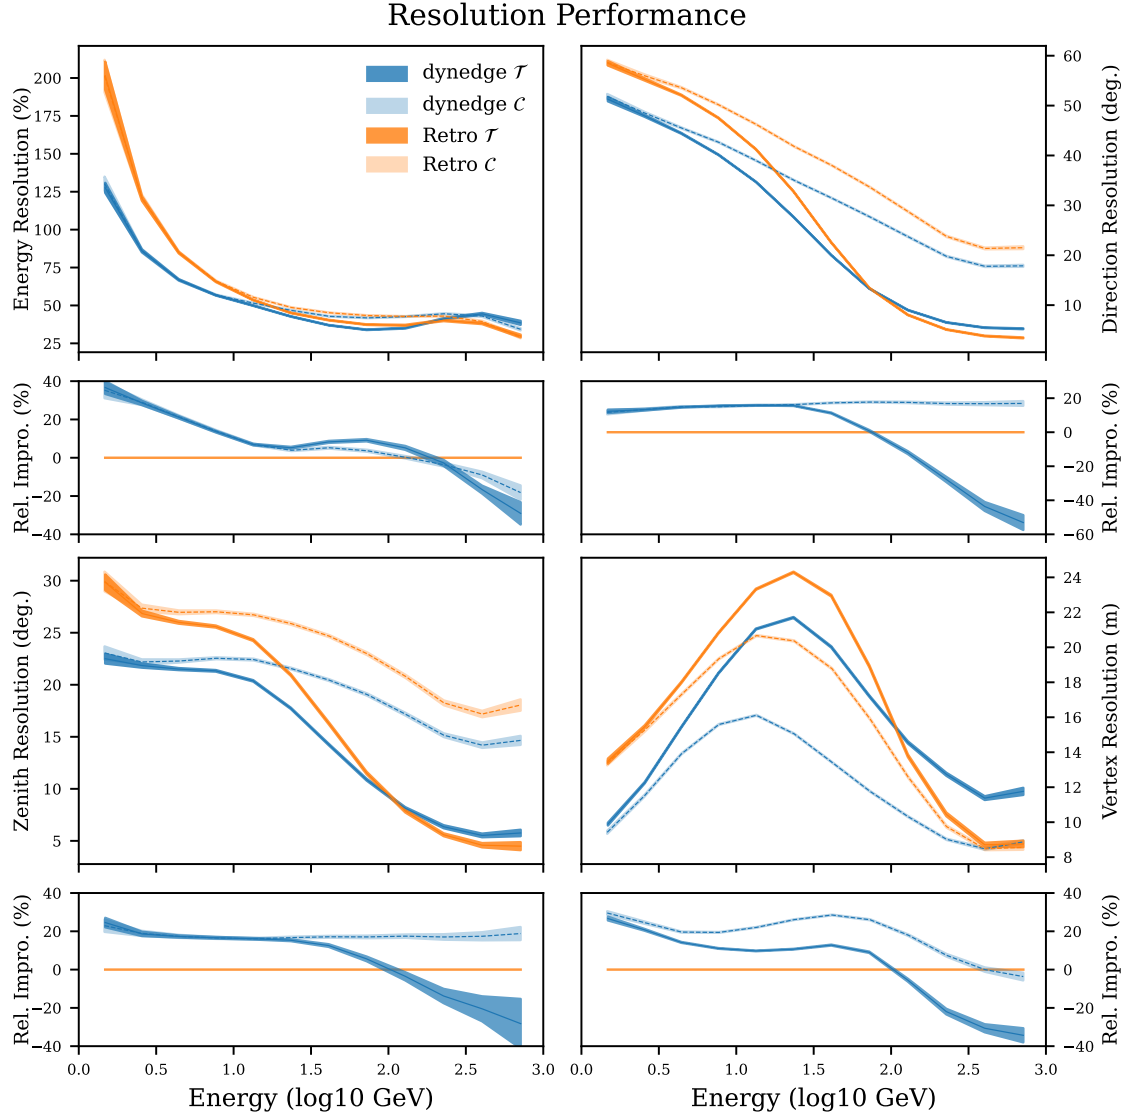 Resolution Performance
Energy Resolution (%)
200
175
150
125
100
75
50
25
dynedge 𝒯
dynedge 𝒞
Retro 𝒯
Retro 𝒞
60
50
40
30
20
10
Direction Resolution (deg.)
Rel. Impro. (%)
40
20
0
−20
−40
20
0
−20
−40
−60
Rel. Impro. (%)
Zenith Resolution (deg.)
30
25
20
15
10
5
24
22
20
18
16
14
12
10
8
Vertex Resolution (m)
Rel. Impro. (%)
40
20
0
−20
−40
40
20
0
−20
−40
Rel. Impro. (%)
0.0 0.5 1.0 1.5 2.0 2.5 3.0
0.0 0.5 1.0 1.5 2.0 2.5 3.0
Energy (log10 GeV)
Energy (log10 GeV)